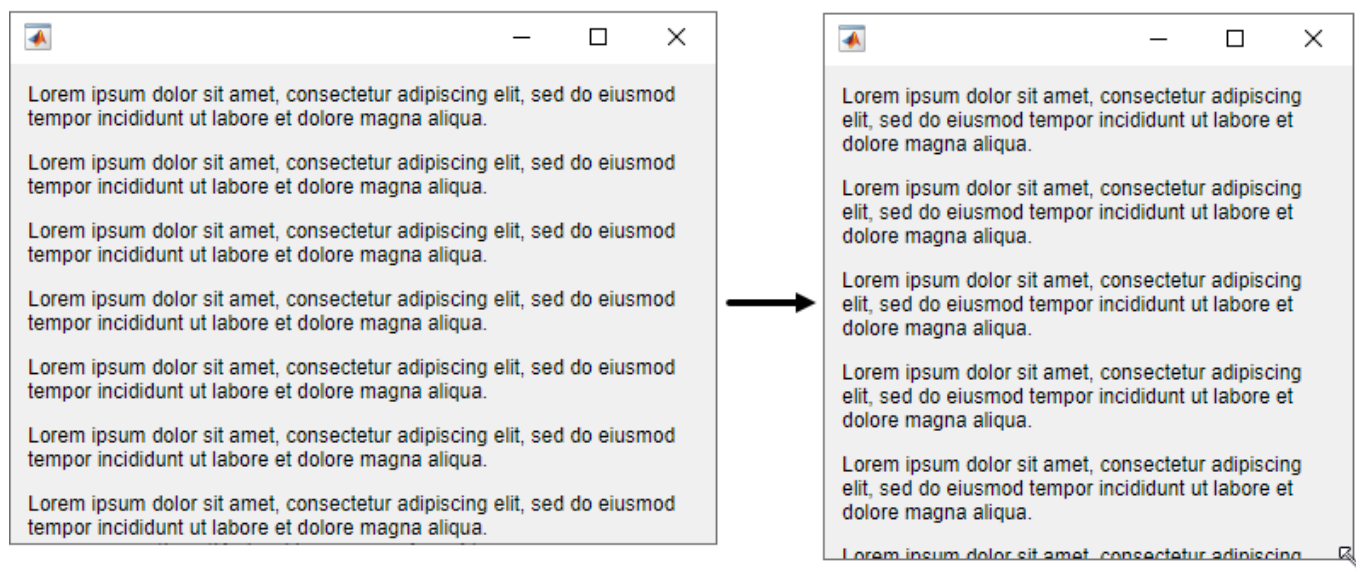 Lorem ipsum dolor sit amet, consectetur adipiscing elit, sed do eiusmod
tempor incididunt ut labore et dolore magna aliqua.
Lorem ipsum dolor sit amet, consectetur adipiscing elit, sed do eiusmod
tempor incididunt ut labore et dolore magna aliqua.
Lorem ipsum dolor sit amet, consectetur adipiscing elit, sed do eiusmod
tempor incididunt ut labore et dolore magna aliqua.
Lorem ipsum dolor sit amet, consectetur adipiscing elit, sed do eiusmod
tempor incididunt ut labore et dolore magna aliqua.
Lorem ipsum dolor sit amet, consectetur adipiscing elit, sed do eiusmod
tempor incididunt ut labore et dolore magna aliqua.
Lorem ipsum dolor sit amet, consectetur adipiscing elit, sed do eiusmod
tempor incididunt ut labore et dolore magna aliqua.
Lorem ipsum dolor sit amet, consectetur adipiscing elit, sed do eiusmod
tempor incididunt ut labore et dolore magna aliqua.
Lorem ipsum dolor sit amet, consectetur adipiscing
elit, sed do eiusmod tempor incididunt ut labore et
dolore magna aliqua.
Lorem ipsum dolor sit amet, consectetur adipiscing
elit, sed do eiusmod tempor incididunt ut labore et
dolore magna aliqua.
Lorem ipsum dolor sit amet, consectetur adipiscing
elit, sed do eiusmod tempor incididunt ut labore et
dolore magna aliqua.
Lorem ipsum dolor sit amet, consectetur adipiscing
elit, sed do eiusmod tempor incididunt ut labore et
dolore magna aliqua.
Lorem ipsum dolor sit amet, consectetur adipiscing
elit, sed do eiusmod tempor incididunt ut labore et
dolore magna aliqua.
Lorem ipsum dolor sit amet, consectetur adipiscing